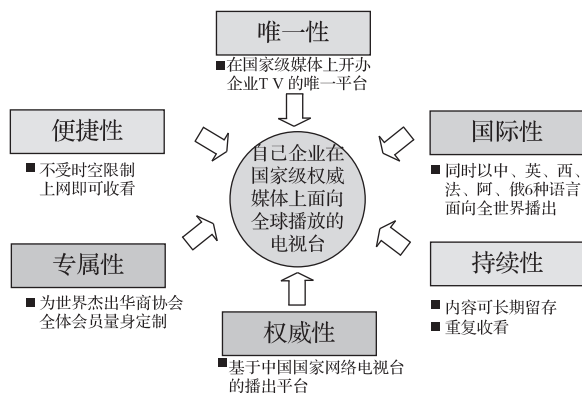 唯一性
■在国家级媒体上开办
企业TV的唯一平台
便捷性
■ 不受时空限制
上网即可收看
国际性
■ 同时以中、英、西、
法、阿、俄6种语言
面向全世界播出
自己企业在
国家级权威
媒体上面向
全球播放的
电视台
专属性
■ 为世界杰出华商协会
全体会员量身定制
持续性
■ 内容可长期留存
■ 重复收看
权威性
■基于中国国家网络电视台
的播出平台